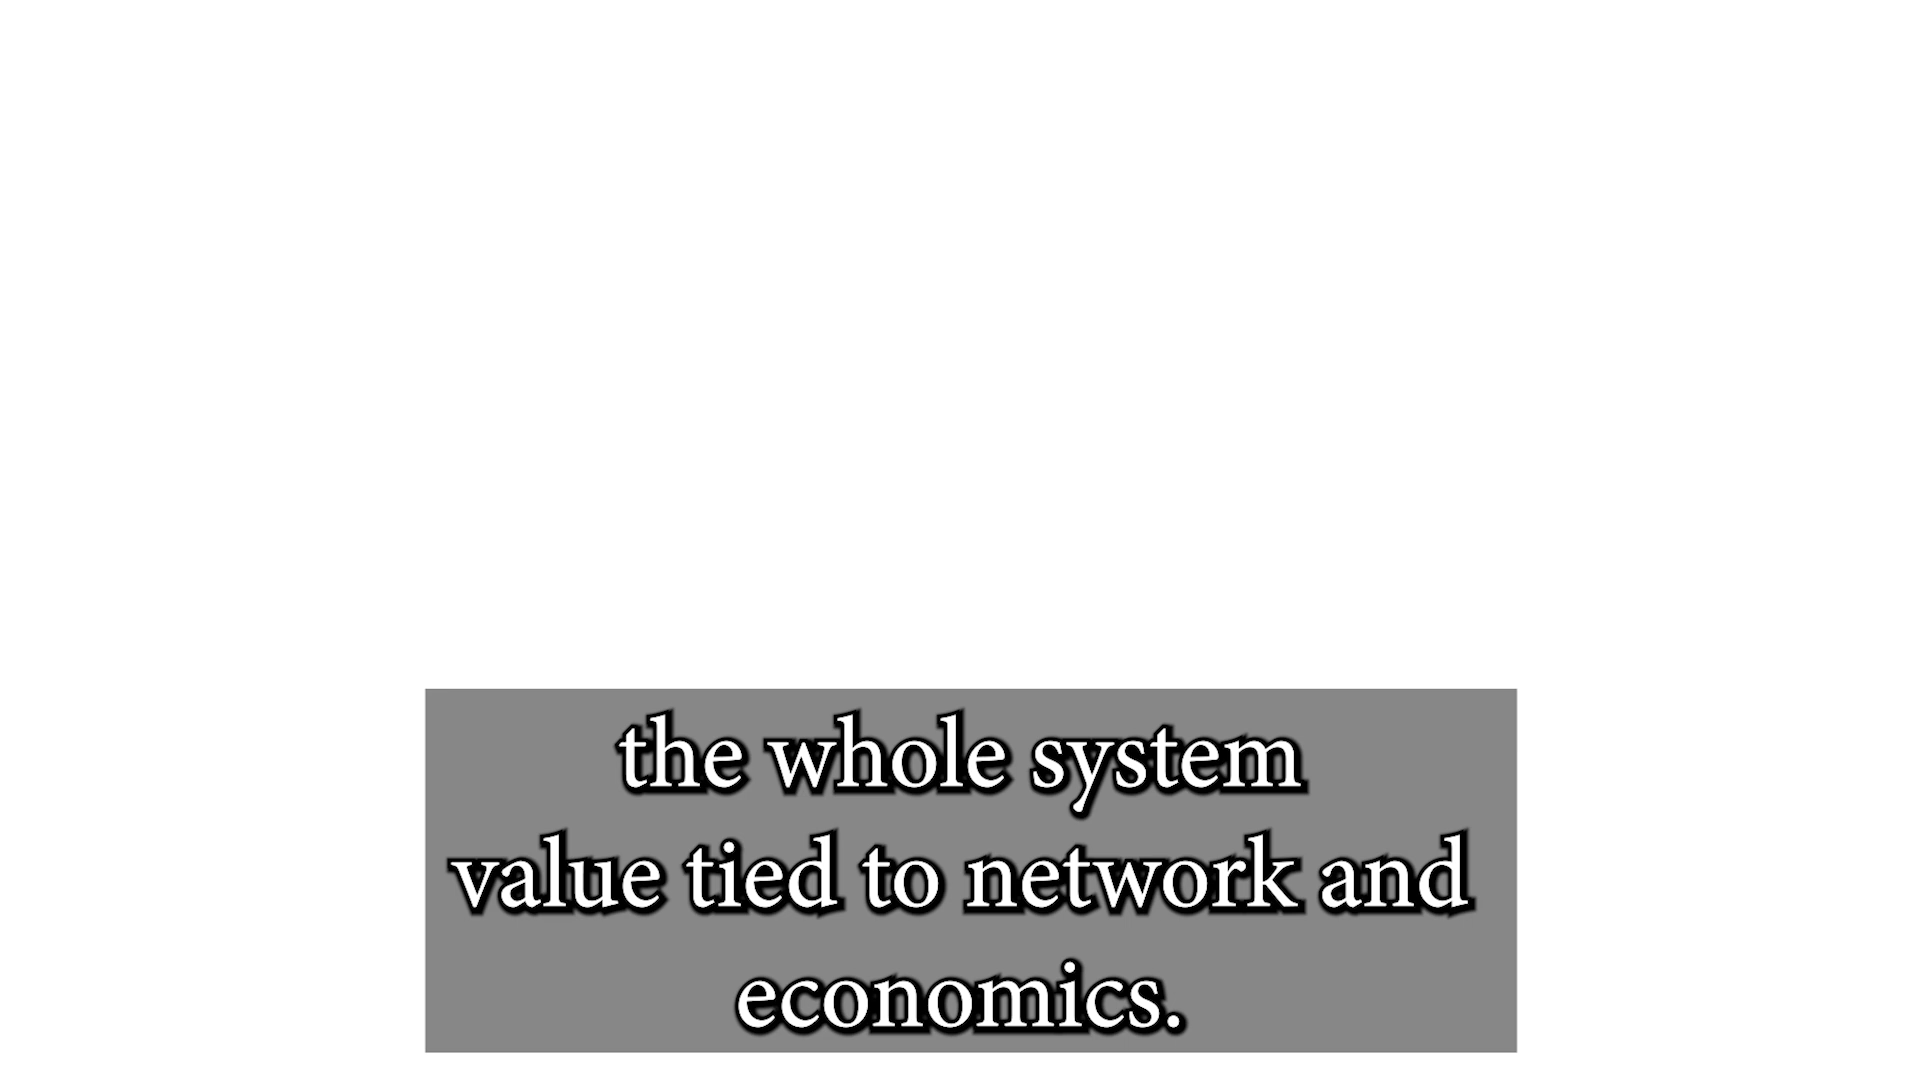 the whole system
value tied to network and
economics.